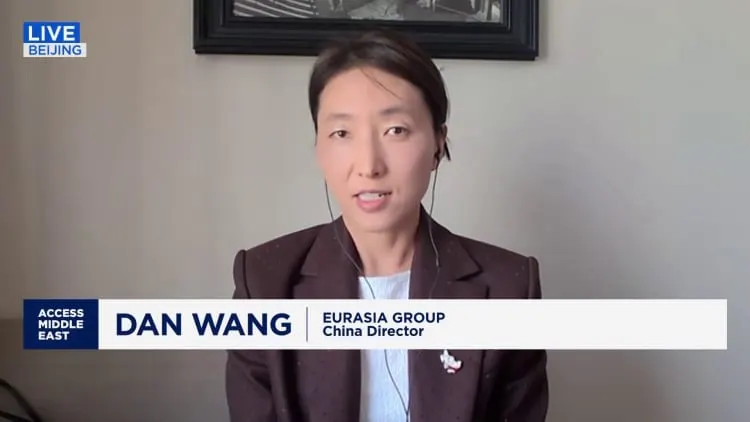 LIVE
BEIJING
ACCESS
MIDDLE
EAST
DAN WANG
EURASIA GROUP
China Director